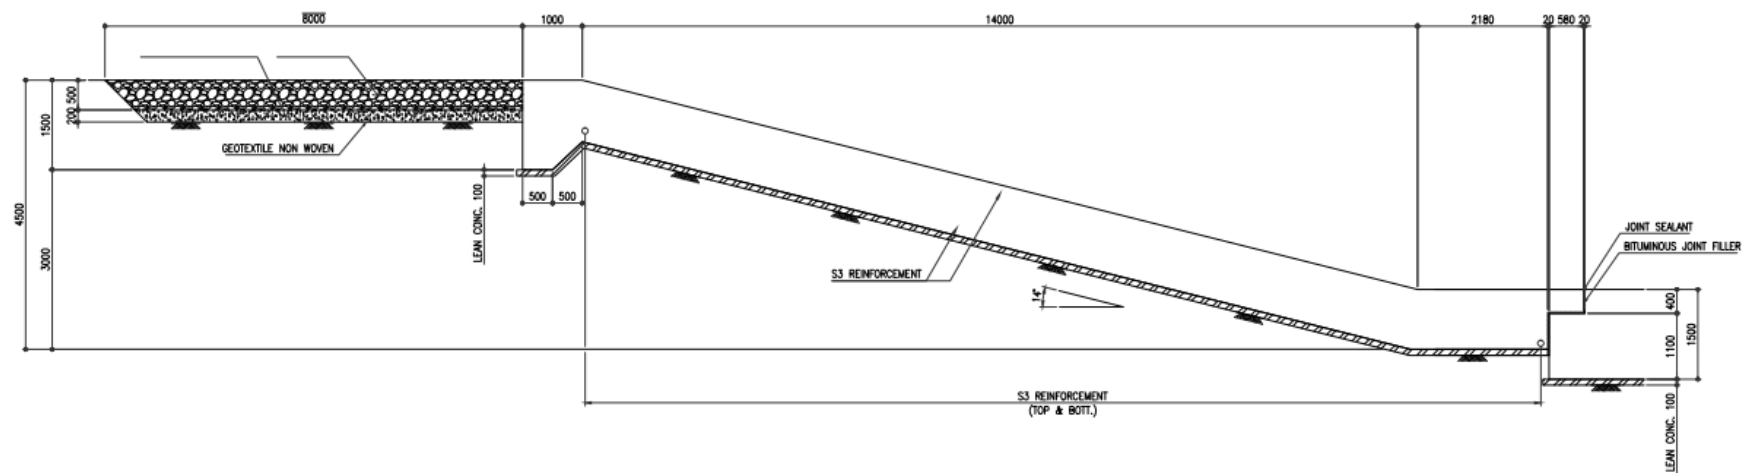 8000
1000
14000
2180
20 580 20
500
200
1500
4500
3000
GEOTEXTILE NON WOVEN
LEAN CONC. 100
500
500
S3 REINFORCEMENT
14°
JOINT SEALANT
BITUMINOUS JOINT FILLER
400
1100
1500
LEAN CONC. 100
S3 REINFORCEMENT
(TOP & BOTT.)